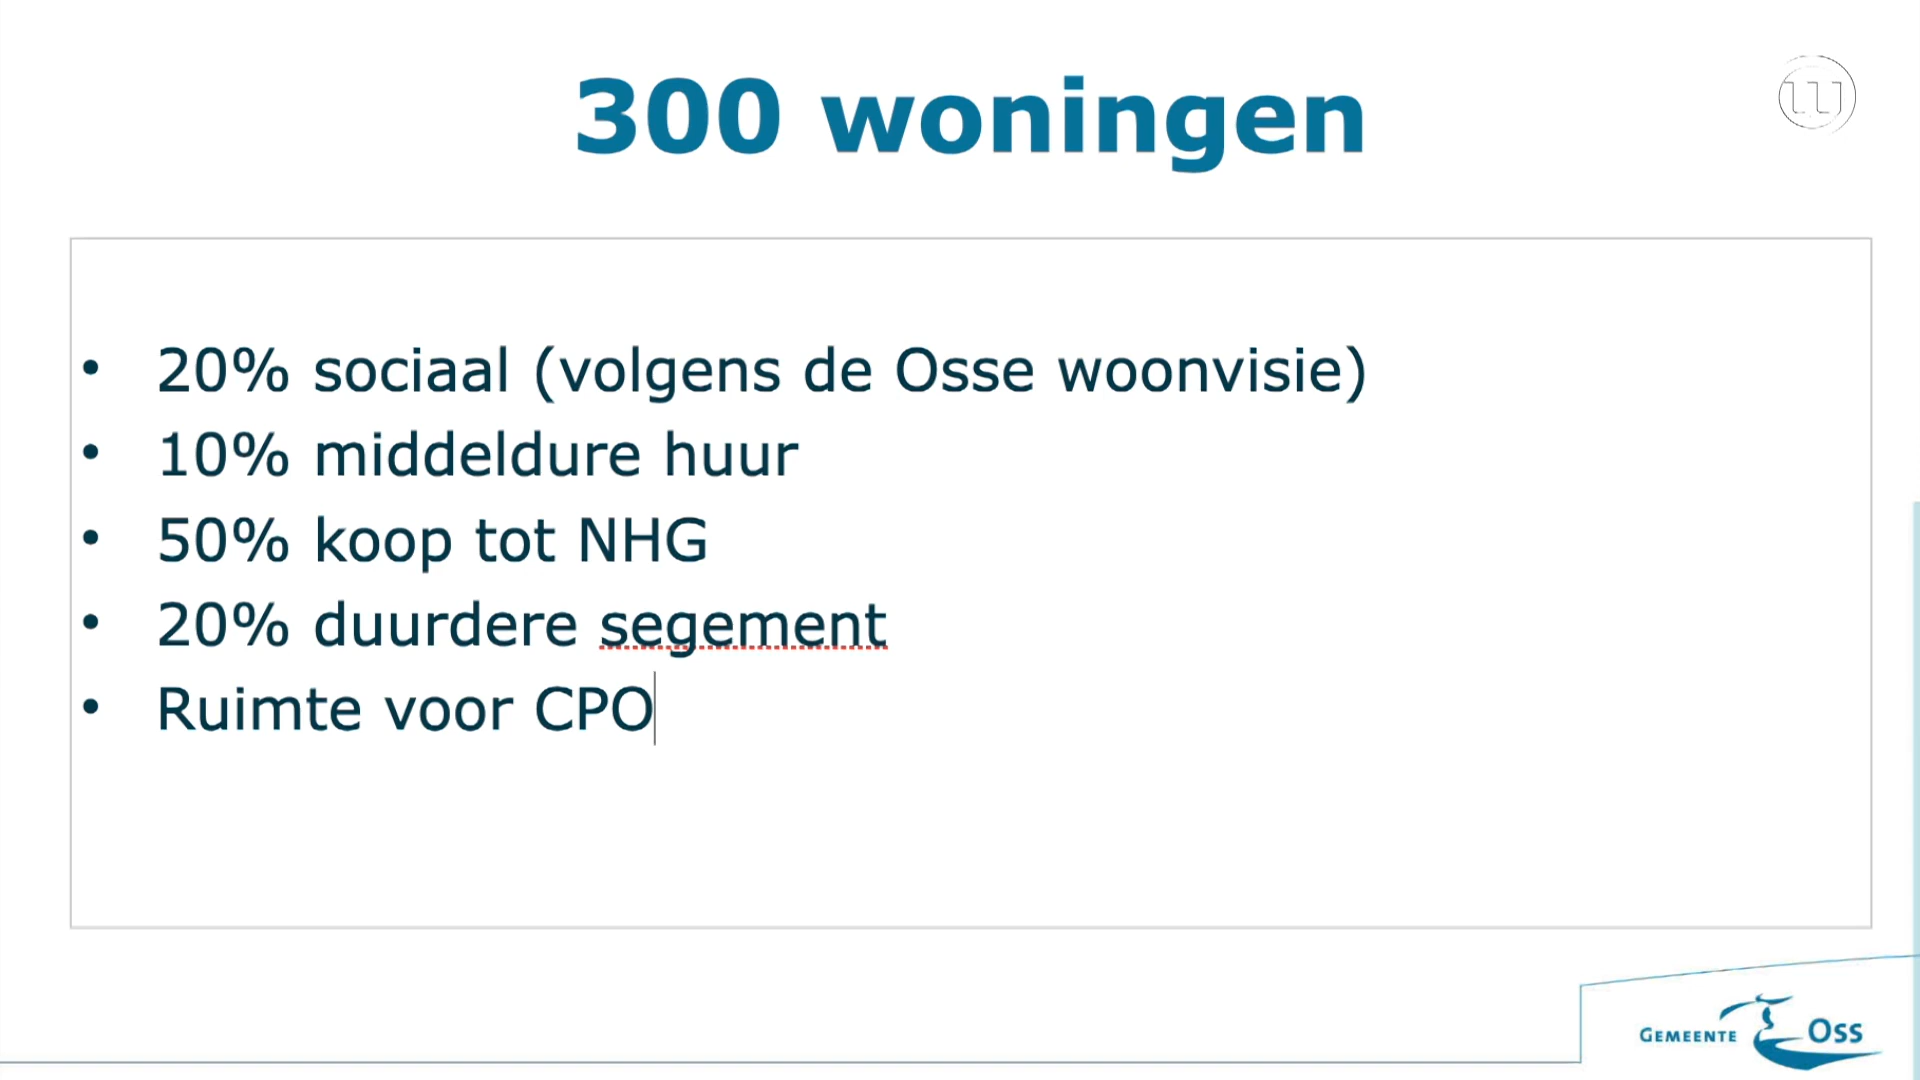 300 woningen
• 20% sociaal (volgens de Osse woonvisie)
• 10% middeldure huur
• 50% koop tot NHG
• 20% duurdere segement
• Ruimte voor CPO
GEMEENTE OSS